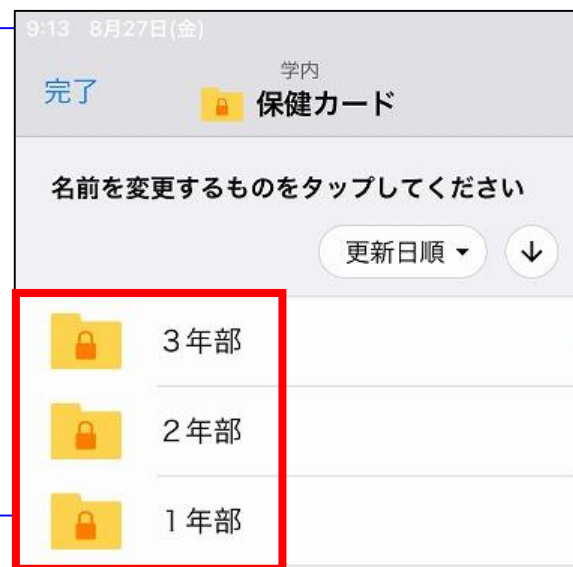 9:13 8月27日(金)
学内
完了
保健カード
名前を変更するものをタップしてください
更新日順
3年部
2年部
1年部